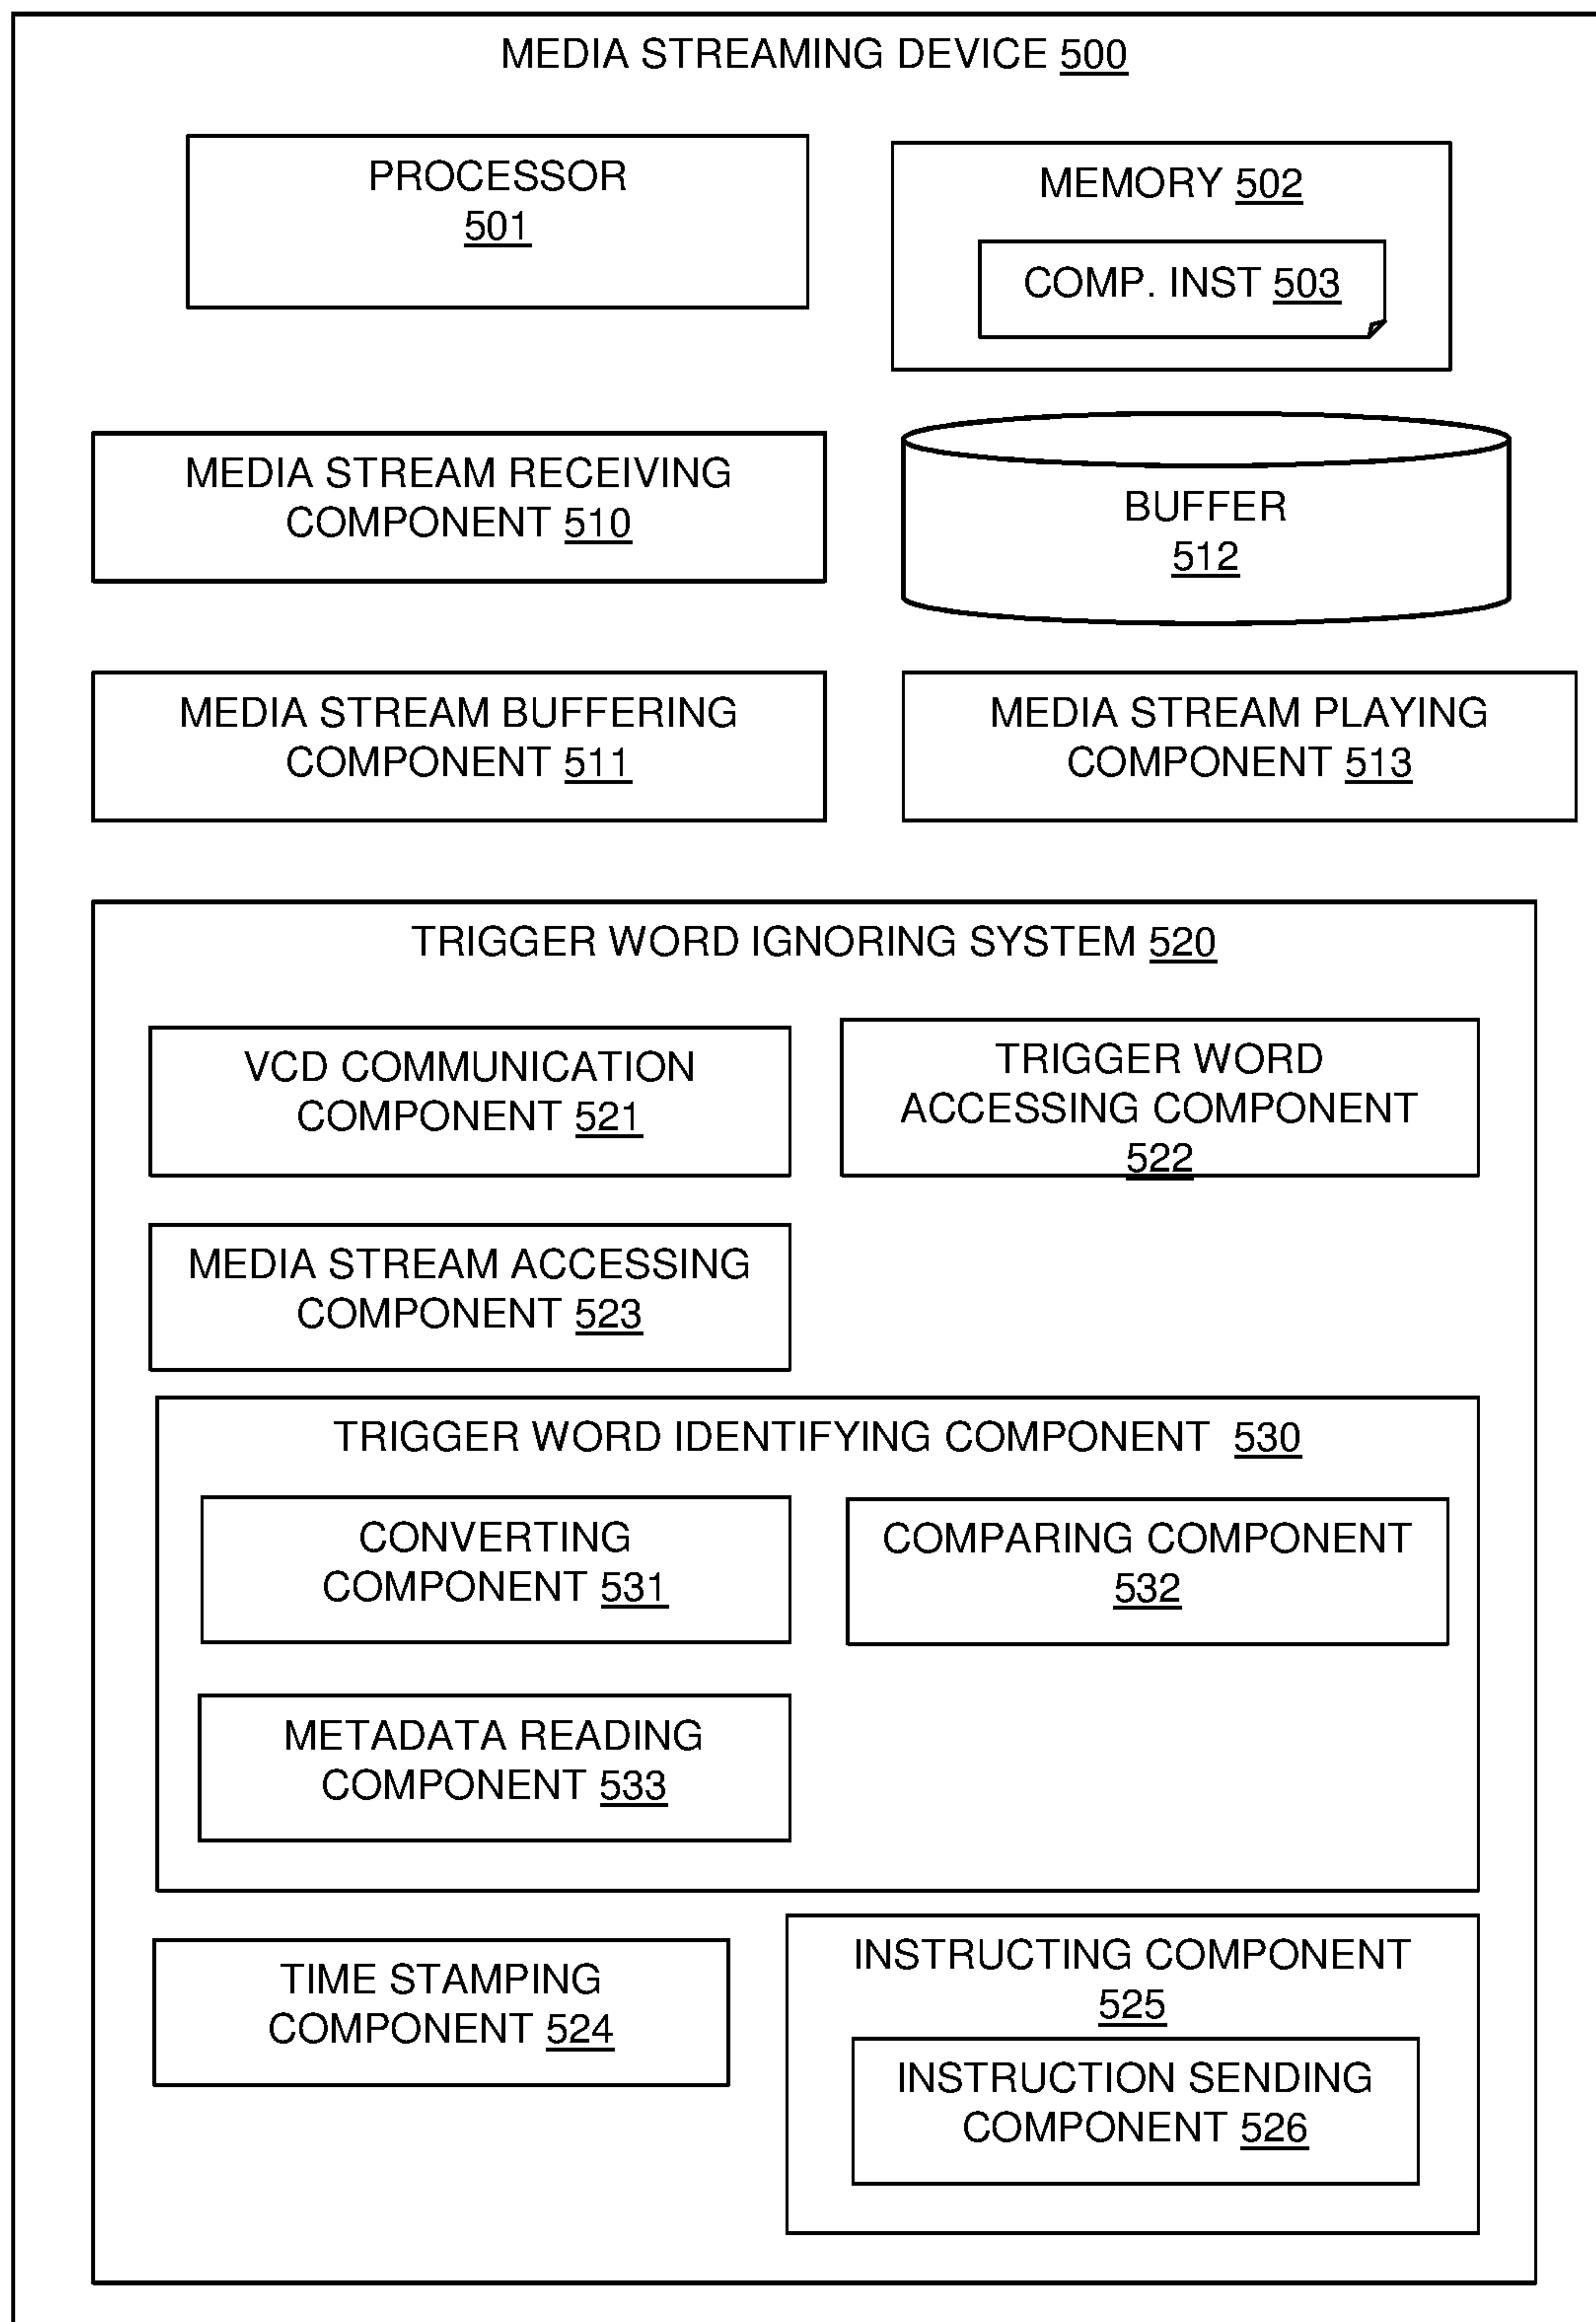 MEDIA STREAMING DEVICE 500
PROCESSOR
501
MEMORY 502
COMP. INST 503
MEDIA STREAM RECEIVING
COMPONENT 510
BUFFER
512
MEDIA STREAM BUFFERING
COMPONENT 511
MEDIA STREAM PLAYING
COMPONENT 513
TRIGGER WORD IGNORING SYSTEM 520
VCD COMMUNICATION
COMPONENT 521
TRIGGER WORD
ACCESSING COMPONENT
522
MEDIA STREAM ACCESSING
COMPONENT 523
TRIGGER WORD IDENTIFYING COMPONENT 530
CONVERTING
COMPONENT 531
COMPARING COMPONENT
532
METADATA READING
COMPONENT 533
TIME STAMPING
COMPONENT 524
INSTRUCTING COMPONENT
525
INSTRUCTION SENDING
COMPONENT 526